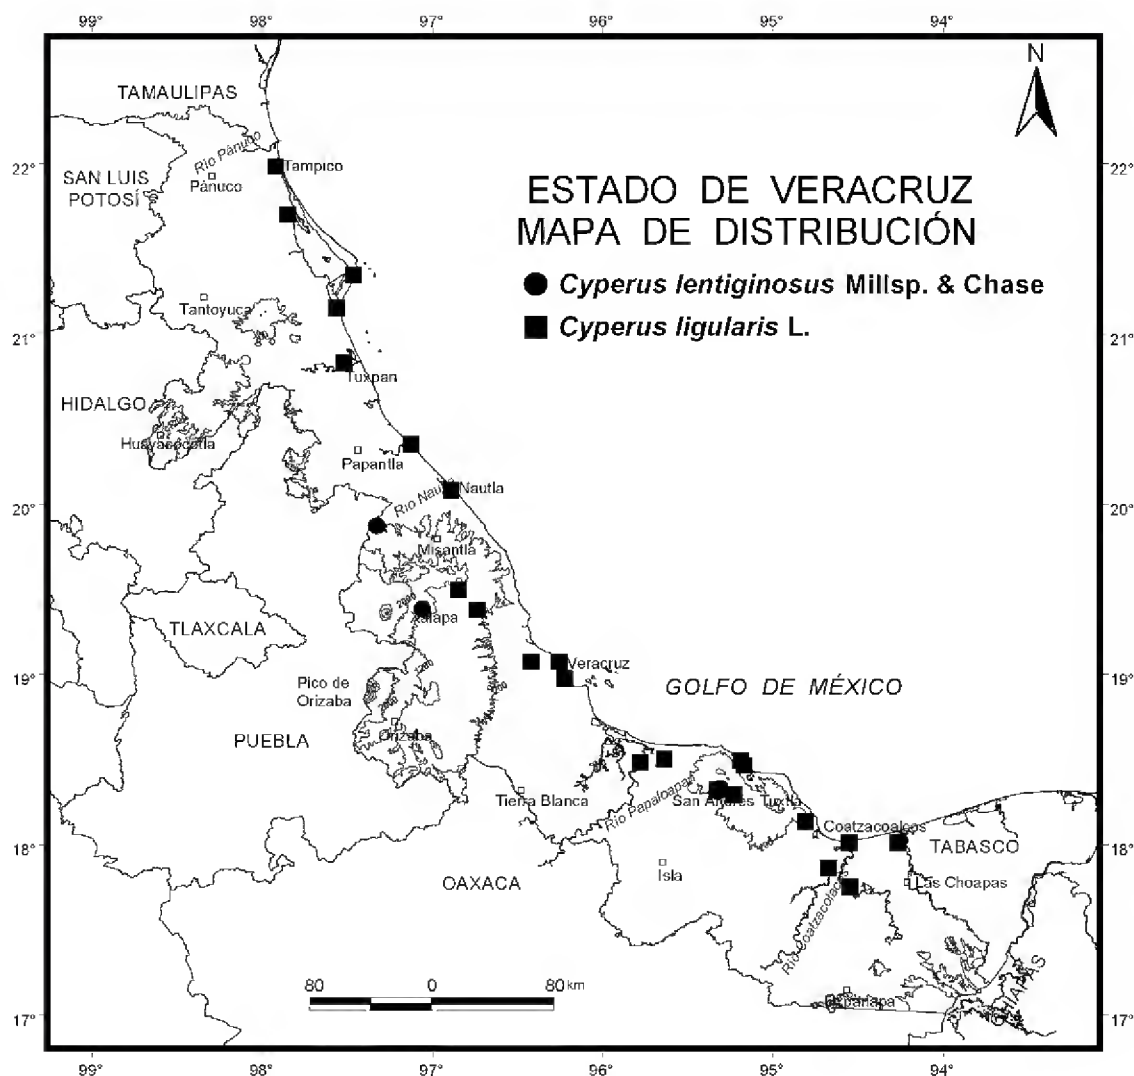 99° 98° 97° 96° 95° 94°
N
TAMAULIPAS
Río Pánuco
22° Tampico 22°
SAN LUIS
POTOSÍ
Pánuco
ESTADO DE VERACRUZ
MAPA DE DISTRIBUCIÓN
Cyperus lentiginosus Millsp. & Chase
Cyperus ligularis L.
Tantoyuca
21° 21°
Tuxpan
HIDALGO
Huayacocotla
Papantla
Río Nautla
Nautla
20° 20°
Misantla
2000
Xalapa
TLAXCALA
Veracruz
19° 19°
Pico de
Orizaba
GOLFO DE MÉXICO
PUEBLA
Orizaba
Tierra Blanca
Río Papaloapan
San Andrés Tuxtla
Coatzacoalcos
18° TABASCO 18°
OAXACA
Isla
Las Choapas
Río Coatzacoalcos
CHIAPAS
80 0 80 km
17° 17°
99° 98° 97° 96° 95° 94°